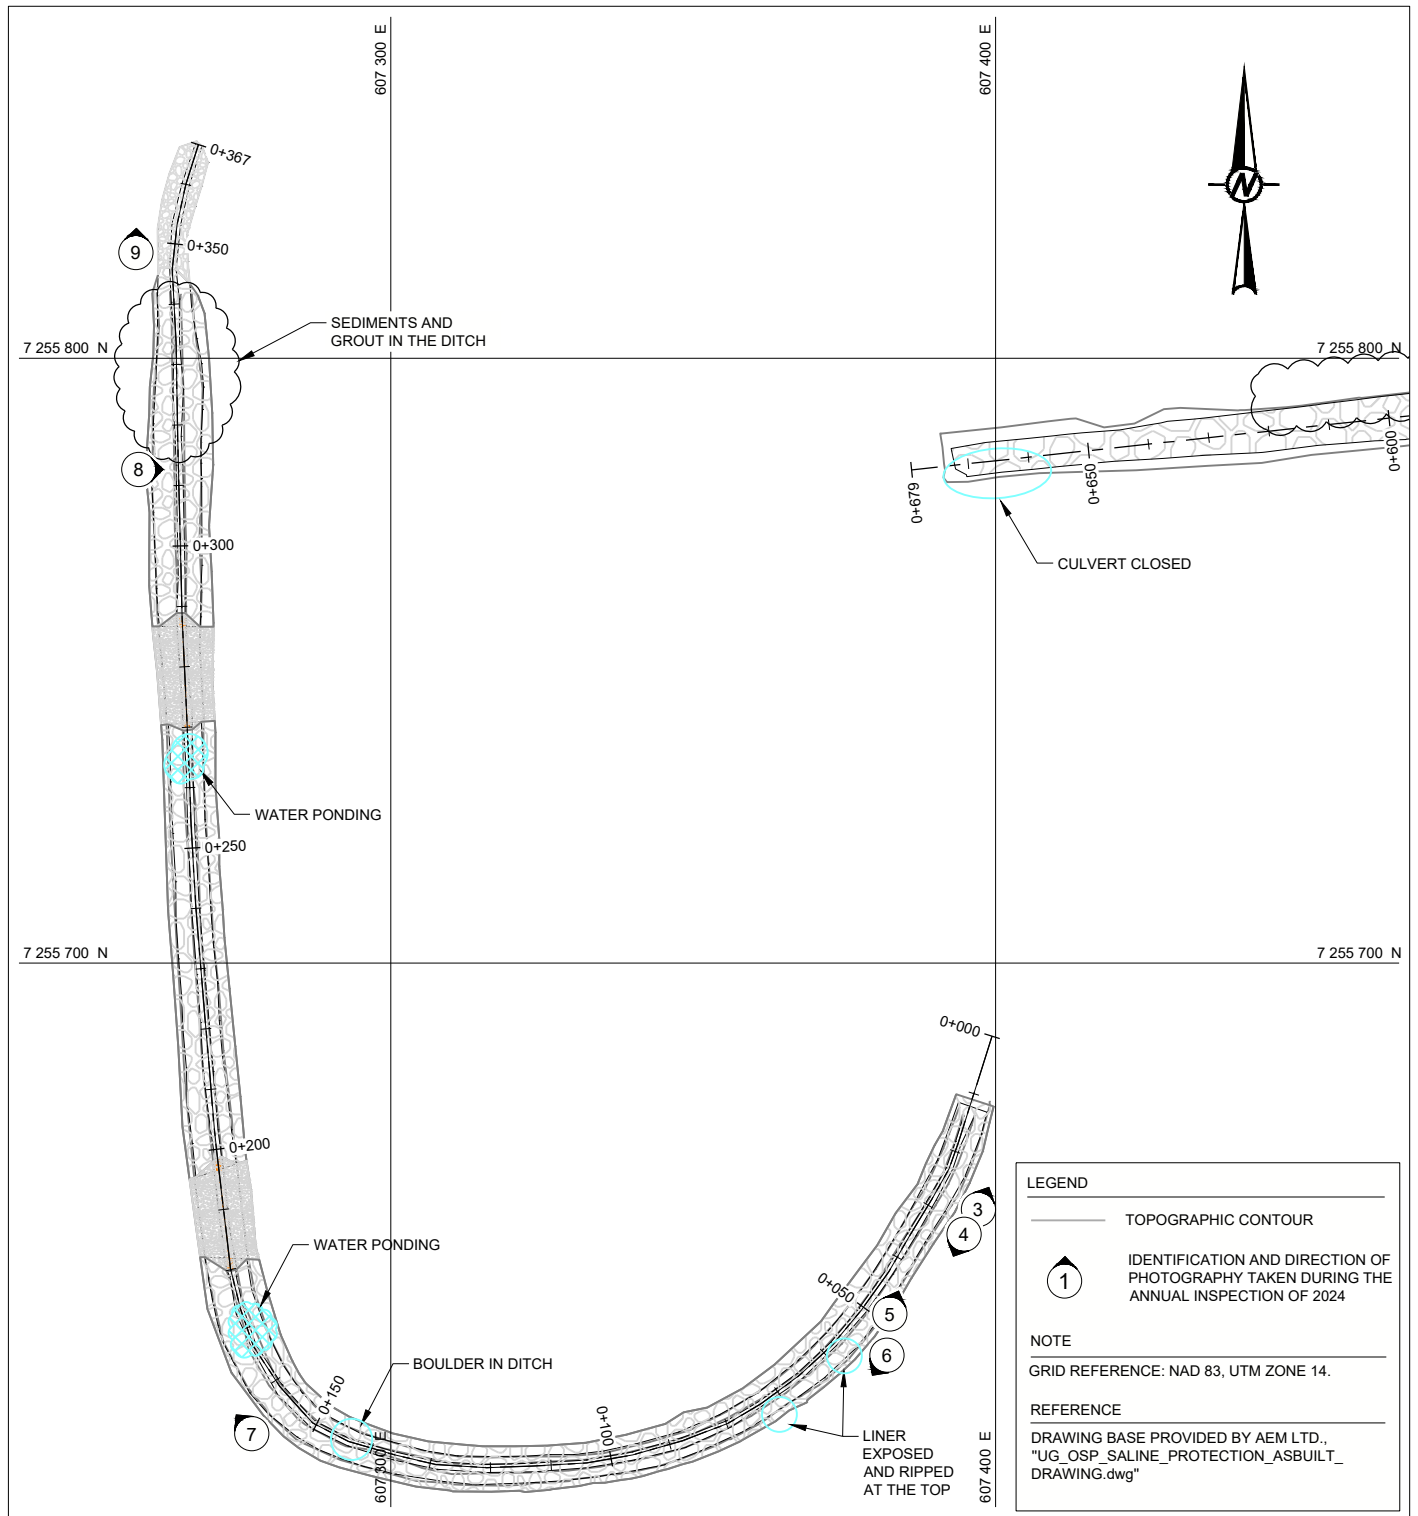 607 300 E
607 400 E
N
0+367
0+350
9
SEDIMENTS AND
GROUT IN THE DITCH
7 255 800 N
7 255 800 N
8
0+679
0+650
0+600
0+300
CULVERT CLOSED
WATER PONDING
0+250
7 255 700 N
7 255 700 N
0+000
0+200
3
4
WATER PONDING
0+050
5
6
BOULDER IN DITCH
0+150
7
0+100
607 300 E
607 400 E
LINER
EXPOSED
AND RIPPED
AT THE TOP
LEGEND
TOPOGRAPHIC CONTOUR
1
IDENTIFICATION AND DIRECTION OF
PHOTOGRAPHY TAKEN DURING THE
ANNUAL INSPECTION OF 2024
NOTE
GRID REFERENCE: NAD 83, UTM ZONE 14.
REFERENCE
DRAWING BASE PROVIDED BY AEM LTD.,
"UG_OSP_SALINE_PROTECTION_ASBUILT_
DRAWING.dwg"